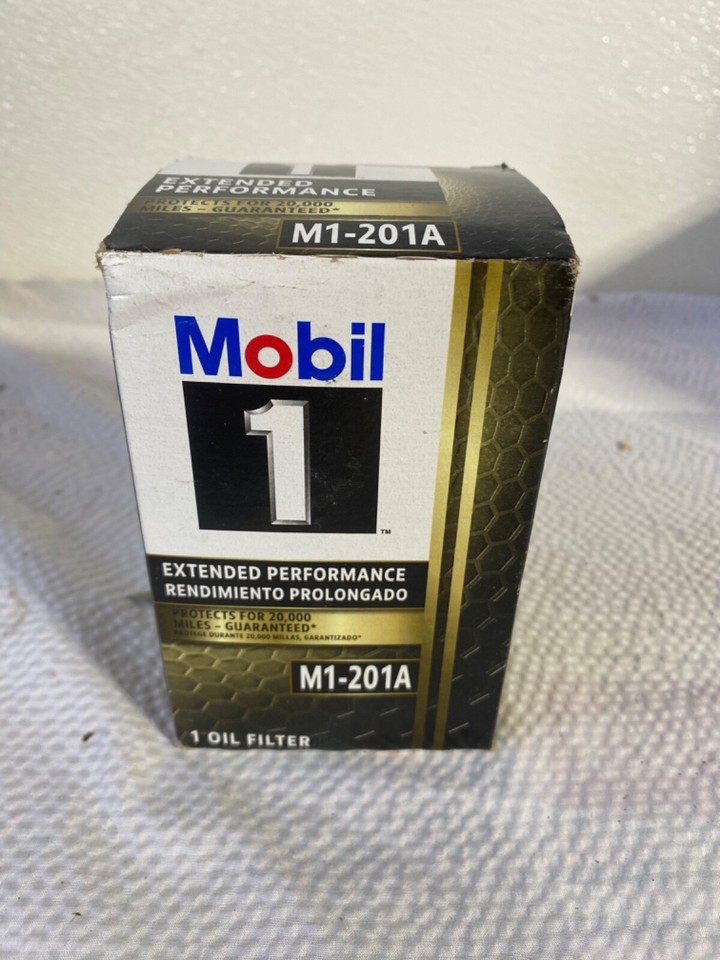 EXTENDED
PERFORMANCE
PROTECTS FOR 20,000
MILES – GUARANTEED*
M1-201A
Mobil
1
™
EXTENDED PERFORMANCE
RENDIMIENTO PROLONGADO
PROTECTS FOR 20,000
MILES – GUARANTEED*
PROTEGE DURANTE 20,000 MILLAS, GARANTIZADO*
M1-201A
1 OIL FILTER